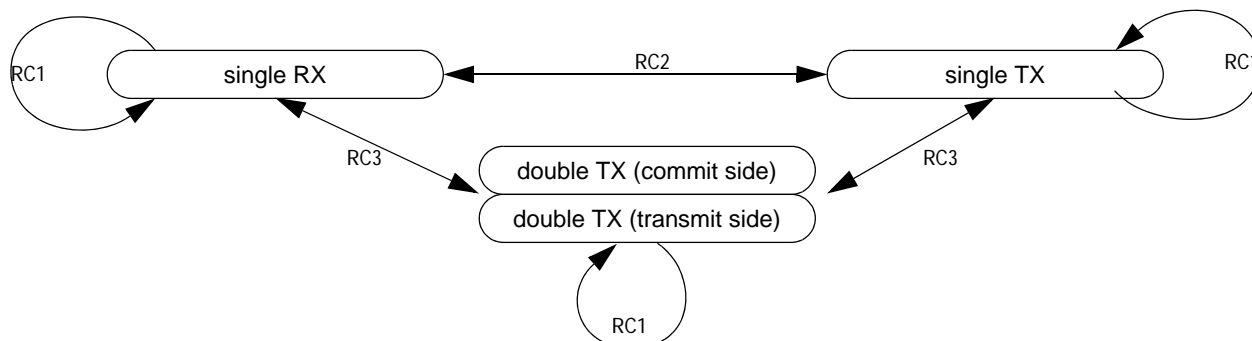 RC1
single RX
RC2
single TX
RC1
RC3
double TX (commit side)
RC3
double TX (transmit side)
RC1